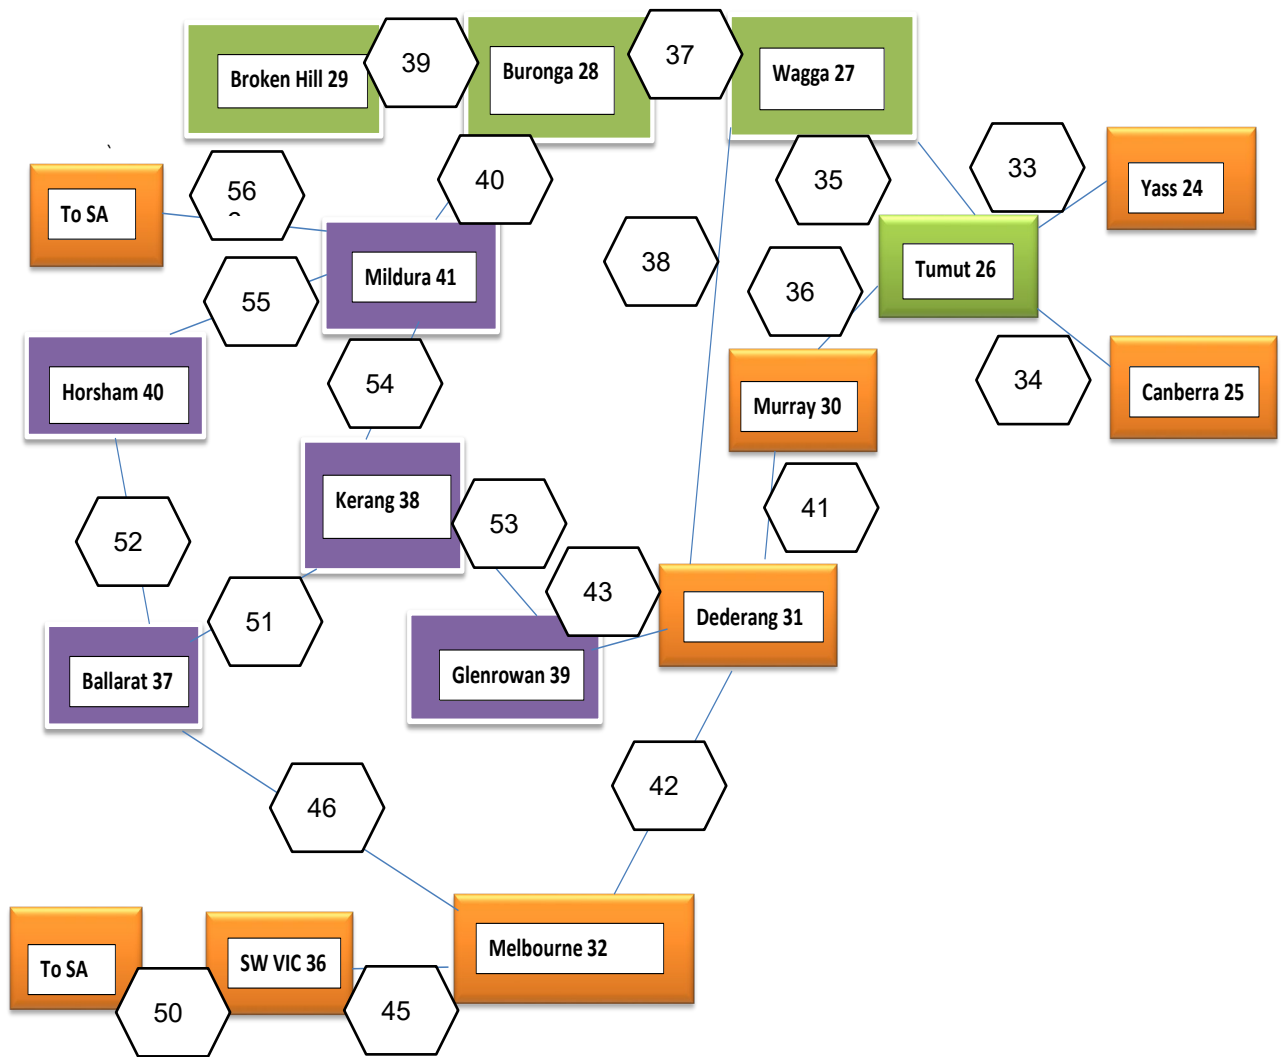 39
37
Broken Hill 29
Buronga 28
Wagga 27
40
35
33
56
To SA
Yass 24
38
36
Tumut 26
Mildura 41
55
34
54
Horsham 40
Murray 30
Canberra 25
Kerang 38
53
41
52
43
51
Dederang 31
Ballarat 37
Glenrowan 39
42
46
Melbourne 32
To SA
SW VIC 36
50
45